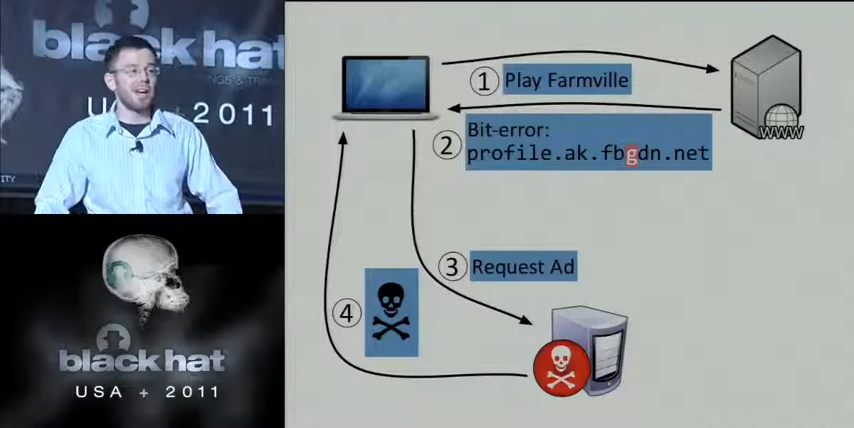 black hat
USA + 2011
black hat
USA + 2011
1 Play Farmville
2 Bit-error:
profile.ak.fbgdn.net
WWW
3 Request Ad
4